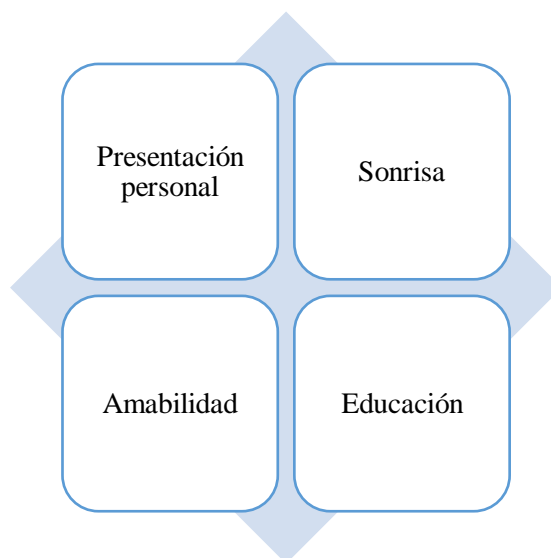 Presentación
personal
Sonrisa
Amabilidad
Educación